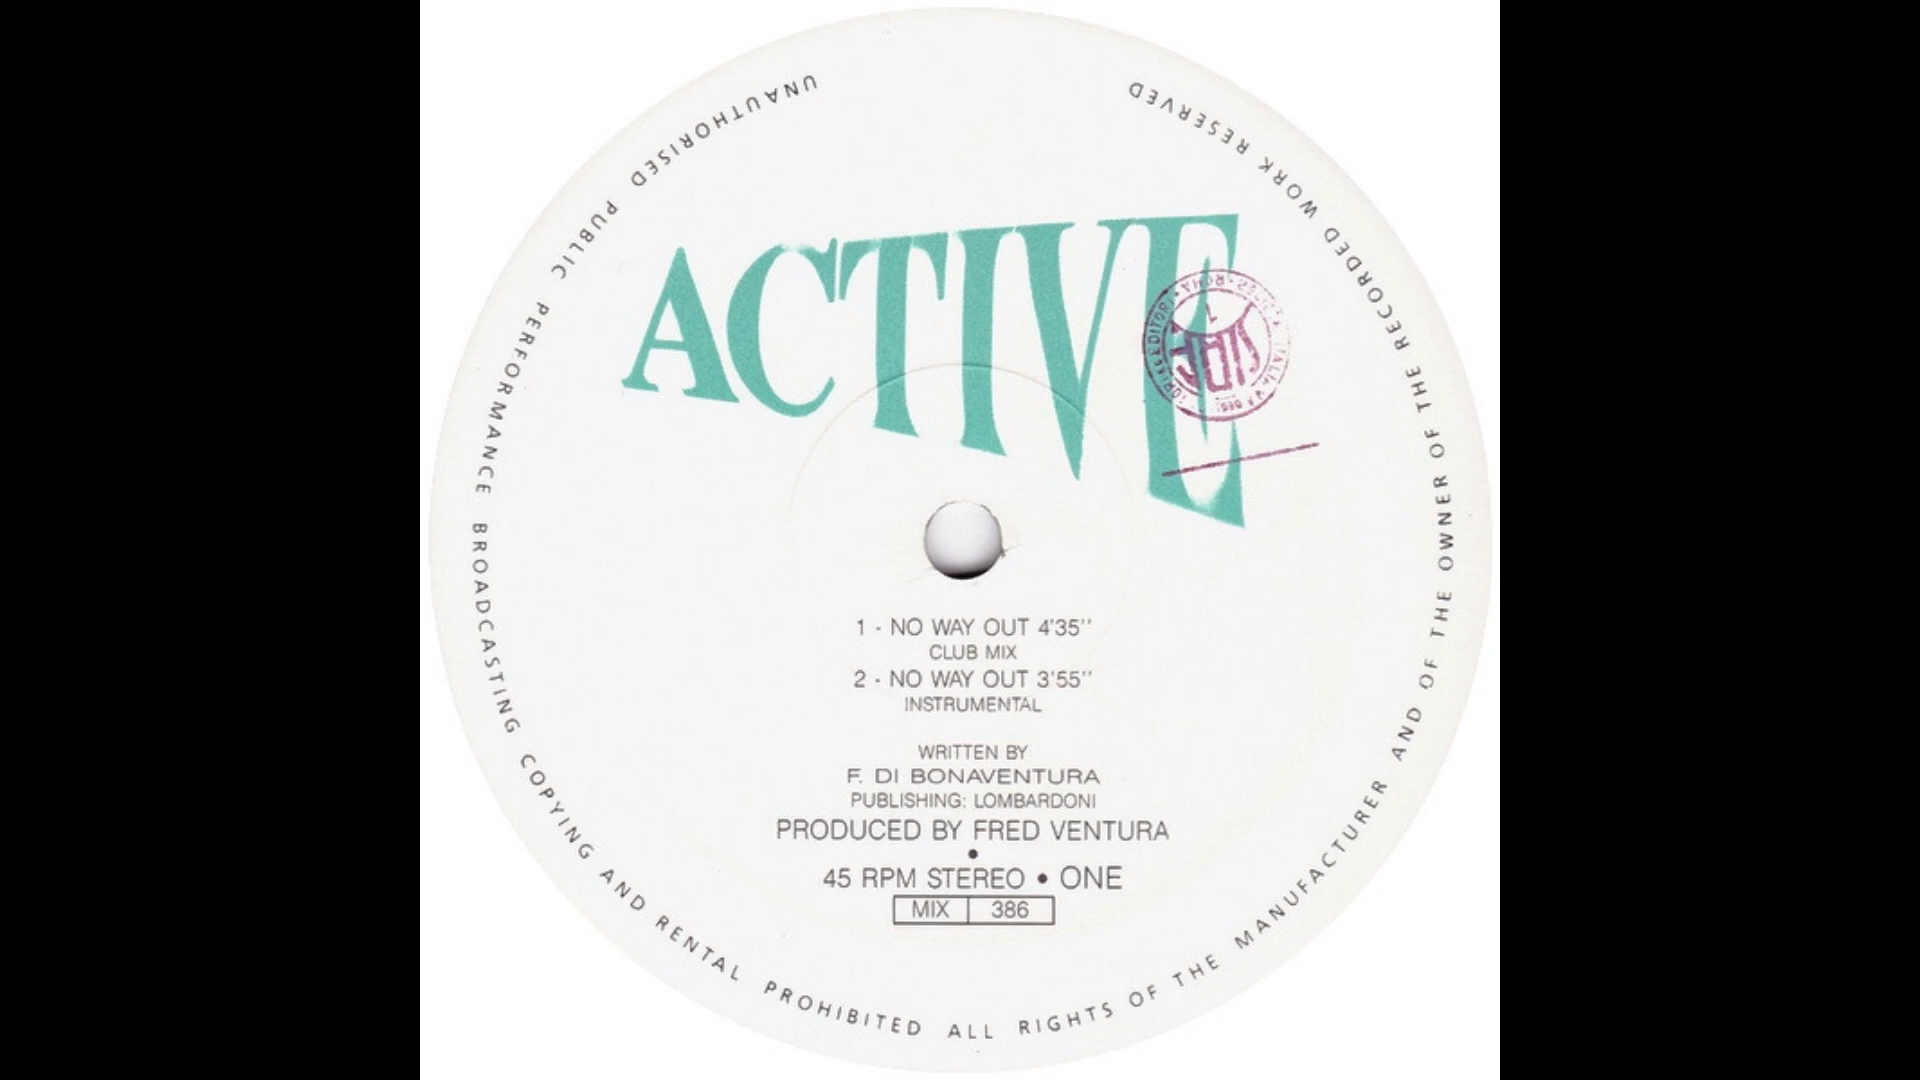 UNAUTHORISED PUBLIC PERFORMANCE BROADCASTING COPYING AND RENTAL PROHIBITED ALL RIGHTS OF THE MANUFACTURER AND OF THE OWNER OF THE RECORDED WORK RESERVED
ACTIVE
ROMA
1 - NO WAY OUT 4'35''
CLUB MIX
2 - NO WAY OUT 3'55''
INSTRUMENTAL
WRITTEN BY
F. DI BONAVENTURA
PUBLISHING: LOMBARDONI
PRODUCED BY FRED VENTURA
•
45 RPM STEREO • ONE
MIX 386